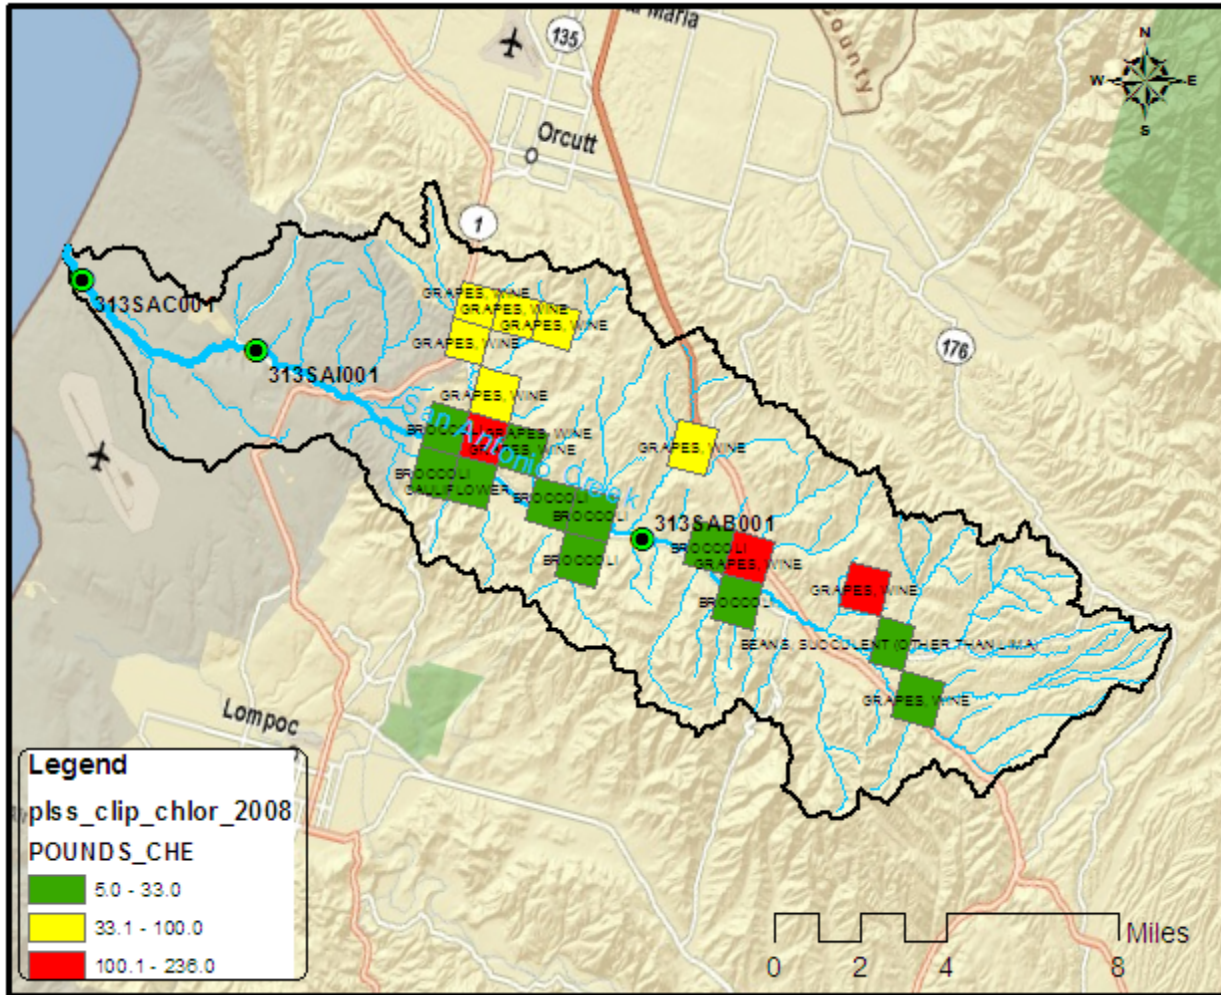 Maria
135
County
N
W E
S
Orcutt
1
313SAC001
GRAPES, WINE
GRAPES, WINE
GRAPES, WINE
GRAPES, WINE
313SAI001
176
GRAPES, WINE
San Antonio Creek
BROCCOLI
GRAPES, WINE
GRAPES, WINE
GRAPES, WINE
BROCCOLI
CAULIFLOWER
BROCCOLI
BROCCOLI
313SAB001
BROCCOLI
BROCCOLI
GRAPES, WINE
GRAPES, WINE
BROCCOLI
BEANS, SUCCULENT (OTHER THAN LIMA)
GRAPES, WINE
Lompoc
Legend
plss_clip_chlor_2008
POUNDS_CHE
5.0 - 33.0
33.1 - 100.0
100.1 - 236.0
Miles
0 2 4 8